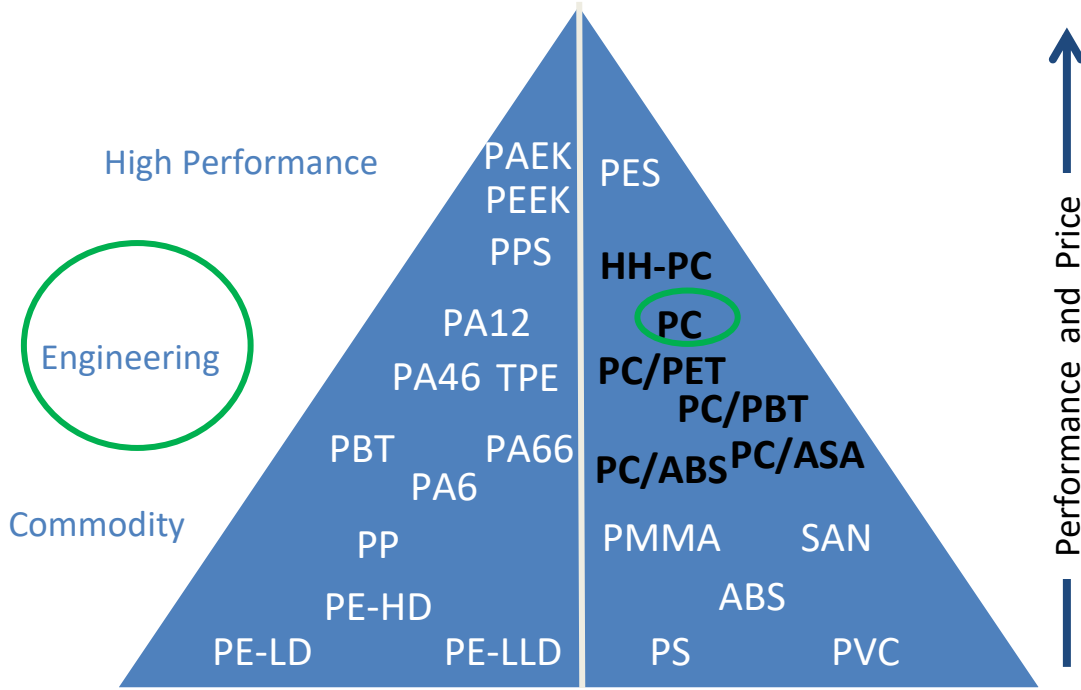 High Performance
PAEK
PEEK
PES
PPS
HH-PC
Engineering
PA12
PC
PA46 TPE
PC/PET
PC/PBT
PBT
PA66
PC/ABS
PC/ASA
PA6
Commodity
PP
PMMA
SAN
PE-HD
ABS
PE-LD
PE-LLD
PS
PVC
Performance and Price